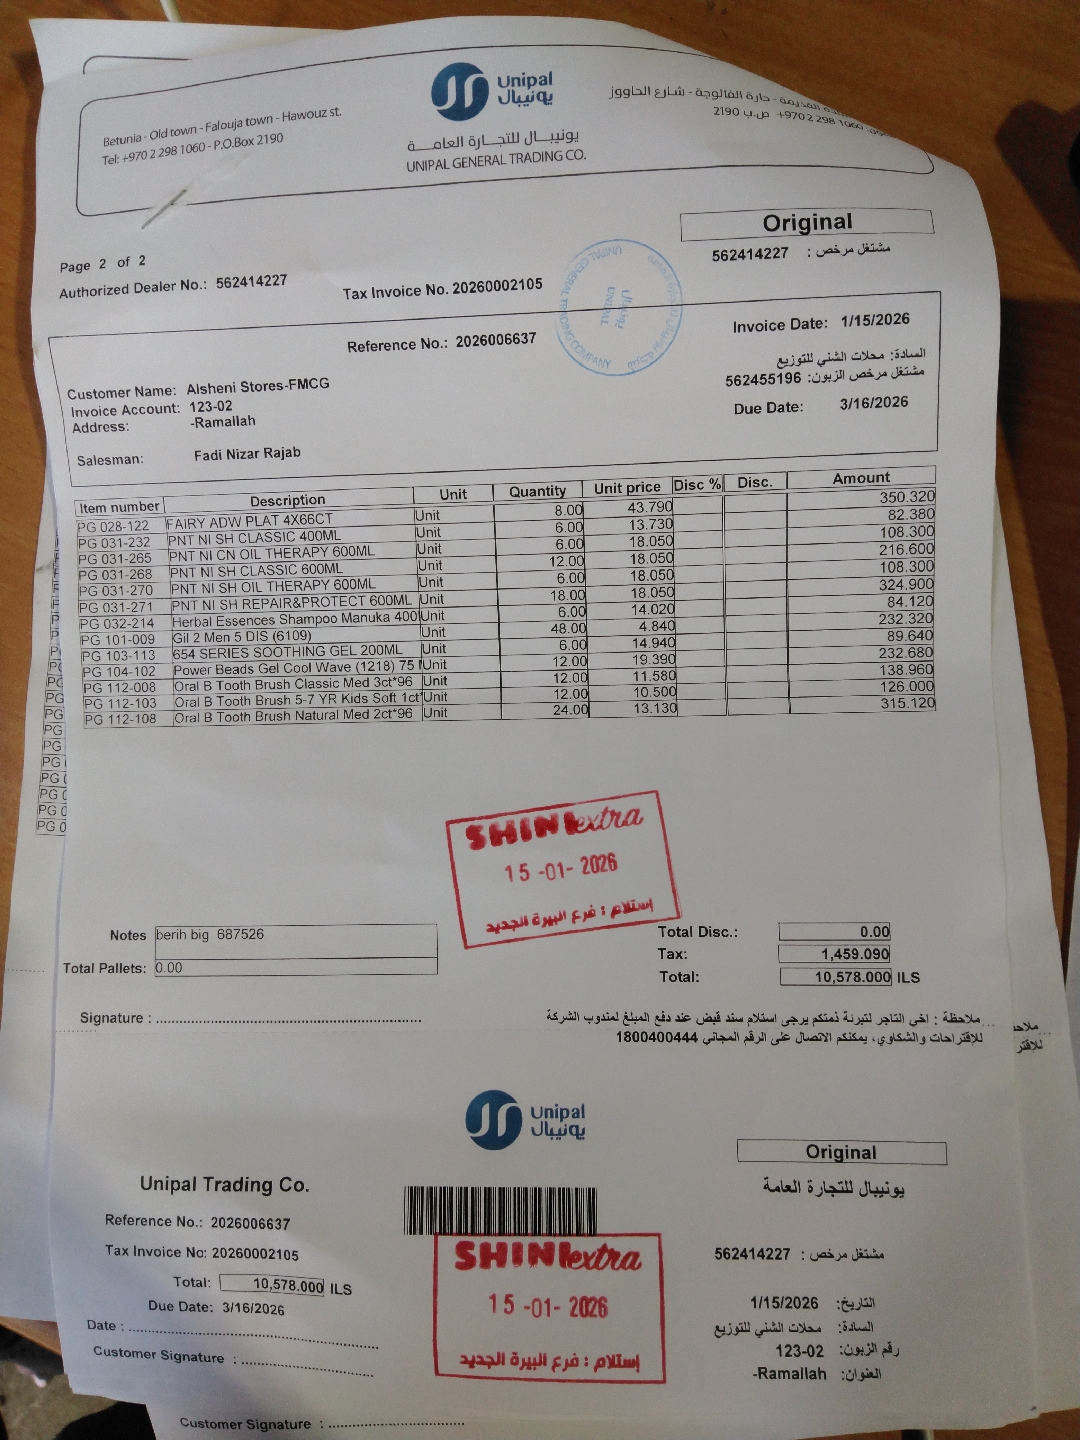 Betunia - Old town - Falouja town - Hawouz st.
Tel: +970 2 298 1060 - P.O.Box 2190
Unipal
يونيبال
يونيبال للتجارة العامة
UNIPAL GENERAL TRADING CO.
القديمة - حارة الفالوجة - شارع الحاووز
+970 2 298 1060 ص.ب 2190
Original
Page 2 of 2
مشتغل مرخص : 562414227
Authorized Dealer No.: 562414227
Tax Invoice No. 20260002105
UNIPAL GENERAL TRADING COMPANY
يونيبال
UNIPAL
Reference No.: 2026006637
Invoice Date: 1/15/2026
السادة: محلات الشني للتوزيع
Customer Name: Alsheni Stores-FMCG
مشتغل مرخص الزبون: 562455196
Invoice Account: 123-02
Address: -Ramallah
Due Date: 3/16/2026
Salesman: Fadi Nizar Rajab
Item number Description Unit Quantity Unit price Disc % Disc. Amount
PG 028-122 FAIRY ADW PLAT 4X66CT Unit 8.00 43.790 350.320
PG 031-232 PNT NI SH CLASSIC 400ML Unit 6.00 13.730 82.380
PG 031-265 PNT NI CN OIL THERAPY 600ML Unit 6.00 18.050 108.300
PG 031-268 PNT NI SH CLASSIC 600ML Unit 12.00 18.050 216.600
PG 031-270 PNT NI SH OIL THERAPY 600ML Unit 6.00 18.050 108.300
PG 031-271 PNT NI SH REPAIR&PROTECT 600ML Unit 18.00 18.050 324.900
PG 032-214 Herbal Essences Shampoo Manuka 400 Unit 6.00 14.020 84.120
PG 101-009 Gil 2 Men 5 DIS (6109) Unit 48.00 4.840 232.320
PG 103-113 654 SERIES SOOTHING GEL 200ML Unit 6.00 14.940 89.640
PG 104-102 Power Beads Gel Cool Wave (1218) 75 Unit 12.00 19.390 232.680
PG 112-008 Oral B Tooth Brush Classic Med 3ct*96 Unit 12.00 11.580 138.960
PG 112-103 Oral B Tooth Brush 5-7 YR Kids Soft 1ct* Unit 12.00 10.500 126.000
PG 112-108 Oral B Tooth Brush Natural Med 2ct*96 Unit 24.00 13.130 315.120
SHINI extra
15 -01- 2026
إستلام : فرع البيرة الجديد
Notes berih big 687526
Total Pallets: 0.00
Total Disc.: 0.00
Tax: 1,459.090
Total: 10,578.000 ILS
Signature :
ملاحظة : اخي التاجر لتبرئة ذمتكم يرجى استلام سند قبض عند دفع المبلغ لمندوب الشركة
للإقتراحات والشكاوي، يمكنكم الاتصال على الرقم المجاني 1800400444
Unipal
يونيبال
Original
Unipal Trading Co.
يونيبال للتجارة العامة
Reference No.: 2026006637
Tax Invoice No: 20260002105
مشتغل مرخص : 562414227
Total: 10,578.000 ILS
Due Date: 3/16/2026
Date :
Customer Signature :
SHINI extra
15 -01- 2026
إستلام : فرع البيرة الجديد
التاريخ: 1/15/2026
السادة: محلات الشني للتوزيع
رقم الزبون: 123-02
العنوان: -Ramallah
Customer Signature :